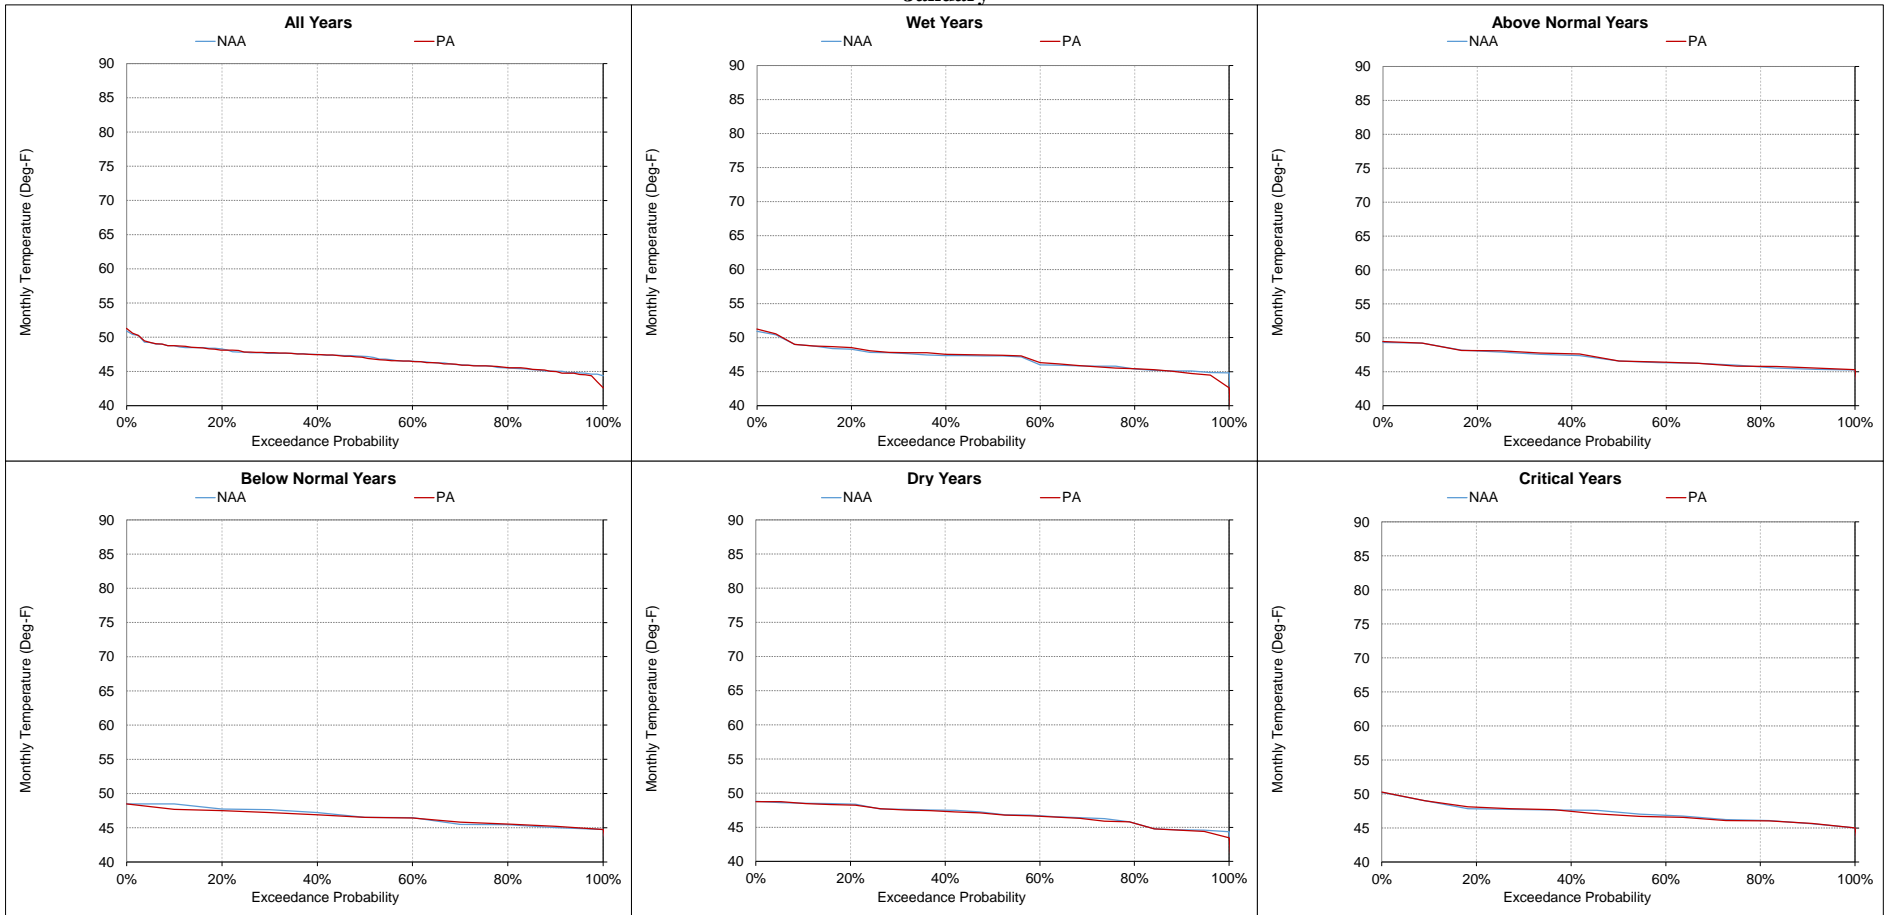 All Years
NAA PA
Monthly Temperature (Deg-F)
90
85
80
75
70
65
60
55
50
45
40
0% 20% 40% 60% 80% 100%
Exceedance Probability
Wet Years
NAA PA
Monthly Temperature (Deg-F)
90
85
80
75
70
65
60
55
50
45
40
0% 20% 40% 60% 80% 100%
Exceedance Probability
Above Normal Years
NAA PA
Monthly Temperature (Deg-F)
90
85
80
75
70
65
60
55
50
45
40
0% 20% 40% 60% 80% 100%
Exceedance Probability
Below Normal Years
NAA PA
Monthly Temperature (Deg-F)
90
85
80
75
70
65
60
55
50
45
40
0% 20% 40% 60% 80% 100%
Exceedance Probability
Dry Years
NAA PA
Monthly Temperature (Deg-F)
90
85
80
75
70
65
60
55
50
45
40
0% 20% 40% 60% 80% 100%
Exceedance Probability
Critical Years
NAA PA
Monthly Temperature (Deg-F)
90
85
80
75
70
65
60
55
50
45
40
0% 20% 40% 60% 80% 100%
Exceedance Probability